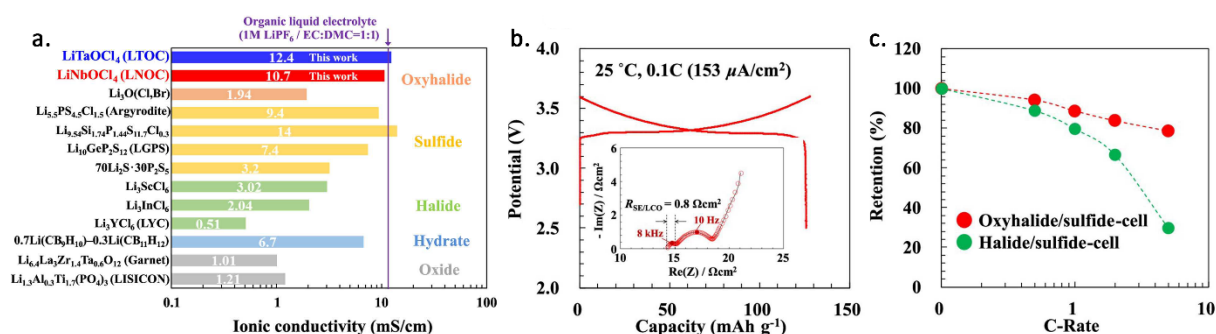 a.
Organic liquid electrolyte
(1M LiPF₆ / EC:DMC=1:1)
LiTaOCl₄ (LTOC) 12.4 This work
LiNbOCl₄ (LNOC) 10.7 This work
Oxyhalide
Li₃O(Cl,Br) 1.94
Li₅.₅PS₄.₅Cl₁.₅ (Argyrodite) 9.4
Li₉.₅₄Si₁.₇₄P₁.₄₄S₁₁.₇Cl₀.₃ 14
Sulfide
Li₁₀GeP₂S₁₂ (LGPS) 7.4
70Li₂S·30P₂S₅ 3.2
Li₃ScCl₆ 3.02
Li₃InCl₆ 2.04
Halide
Li₃YCl₆ (LYC) 0.51
0.7Li(CB₉H₁₀)–0.3Li(CB₁₁H₁₂) 6.7 Hydrate
Li₆.₄La₃Zr₁.₄Ta₀.₆O₁₂ (Garnet) 1.01
Oxide
Li₁.₃Al₀.₃Ti₁.₇(PO₄)₃ (LISICON) 1.21
0.1 1 10 100
Ionic conductivity (mS/cm)
b.
4.0
3.6
3.2
2.8
2.4
2.0
Potential (V)
25 ˚C, 0.1C (153 µA/cm²)
- Im(Z) / Ωcm²
R SE/LCO = 0.8 Ωcm²
10 Hz
8 kHz
10 15 20 25
Re(Z) / Ωcm²
0 50 100 150
Capacity (mAh g⁻¹)
c.
120
100
80
60
40
20
0
Retention (%)
Oxyhalide/sulfide-cell
Halide/sulfide-cell
0 1 10
C-Rate